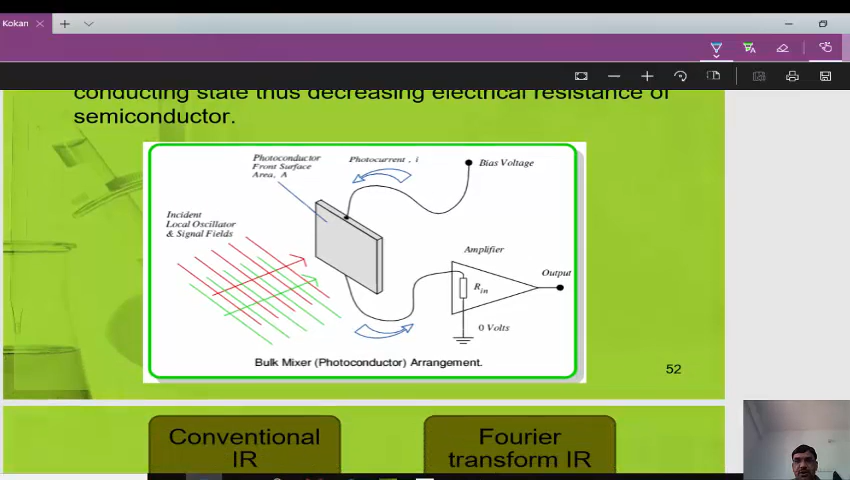 Kokan
conducting state thus decreasing electrical resistance of
semiconductor.
Photoconductor
Front Surface
Area, A
Photocurrent , i
Bias Voltage
Incident
Local Oscillator
& Signal Fields
Amplifier
Output
Rin
0 Volts
Bulk Mixer (Photoconductor) Arrangement.
52
Conventional
IR
Fourier
transform IR